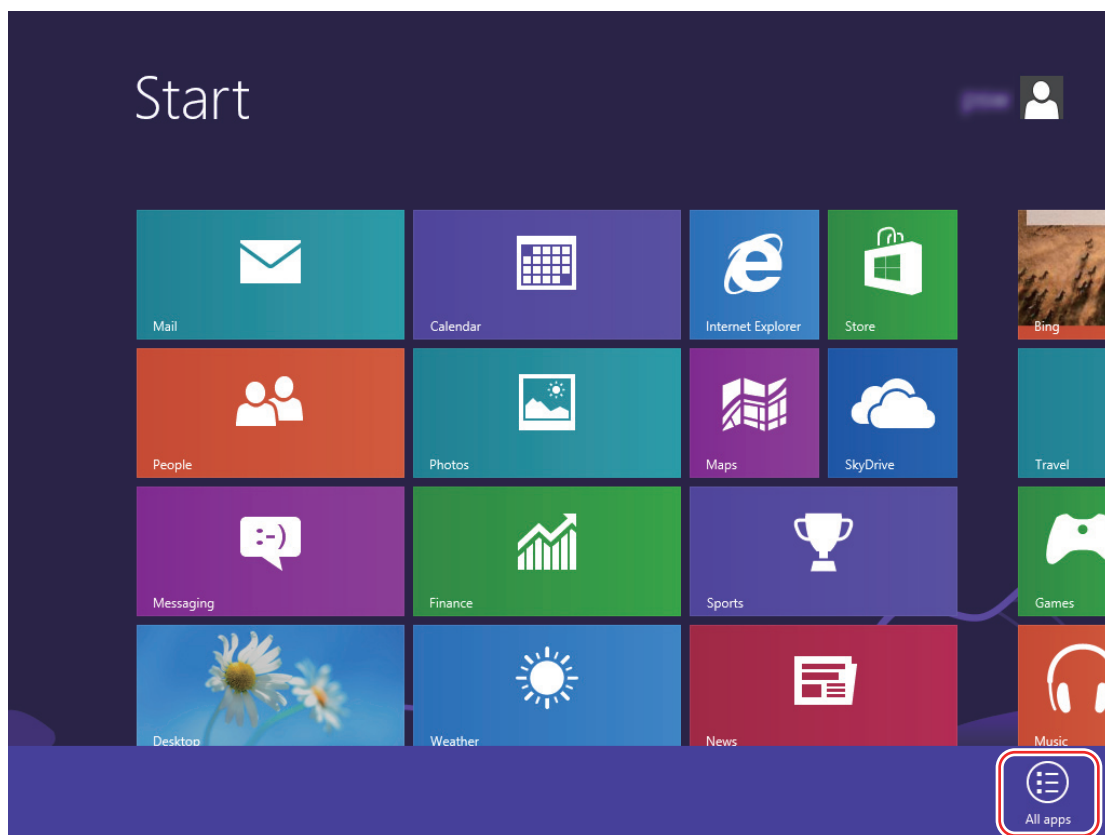 Start
Mail
Calendar
Internet Explorer
Store
Bing
People
Photos
Maps
SkyDrive
Travel
Messaging
:-)
Finance
Sports
Games
Desktop
Weather
News
Music
All apps